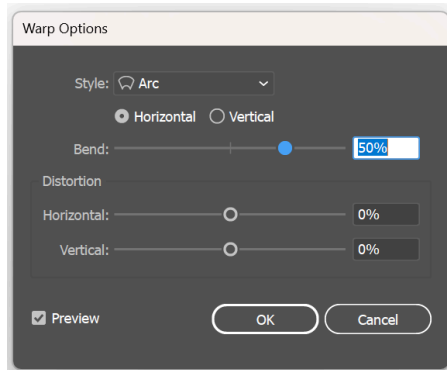 Warp Options
Style: Arc
Horizontal Vertical
Bend: 50%
Distortion
Horizontal: 0%
Vertical: 0%
Preview OK Cancel